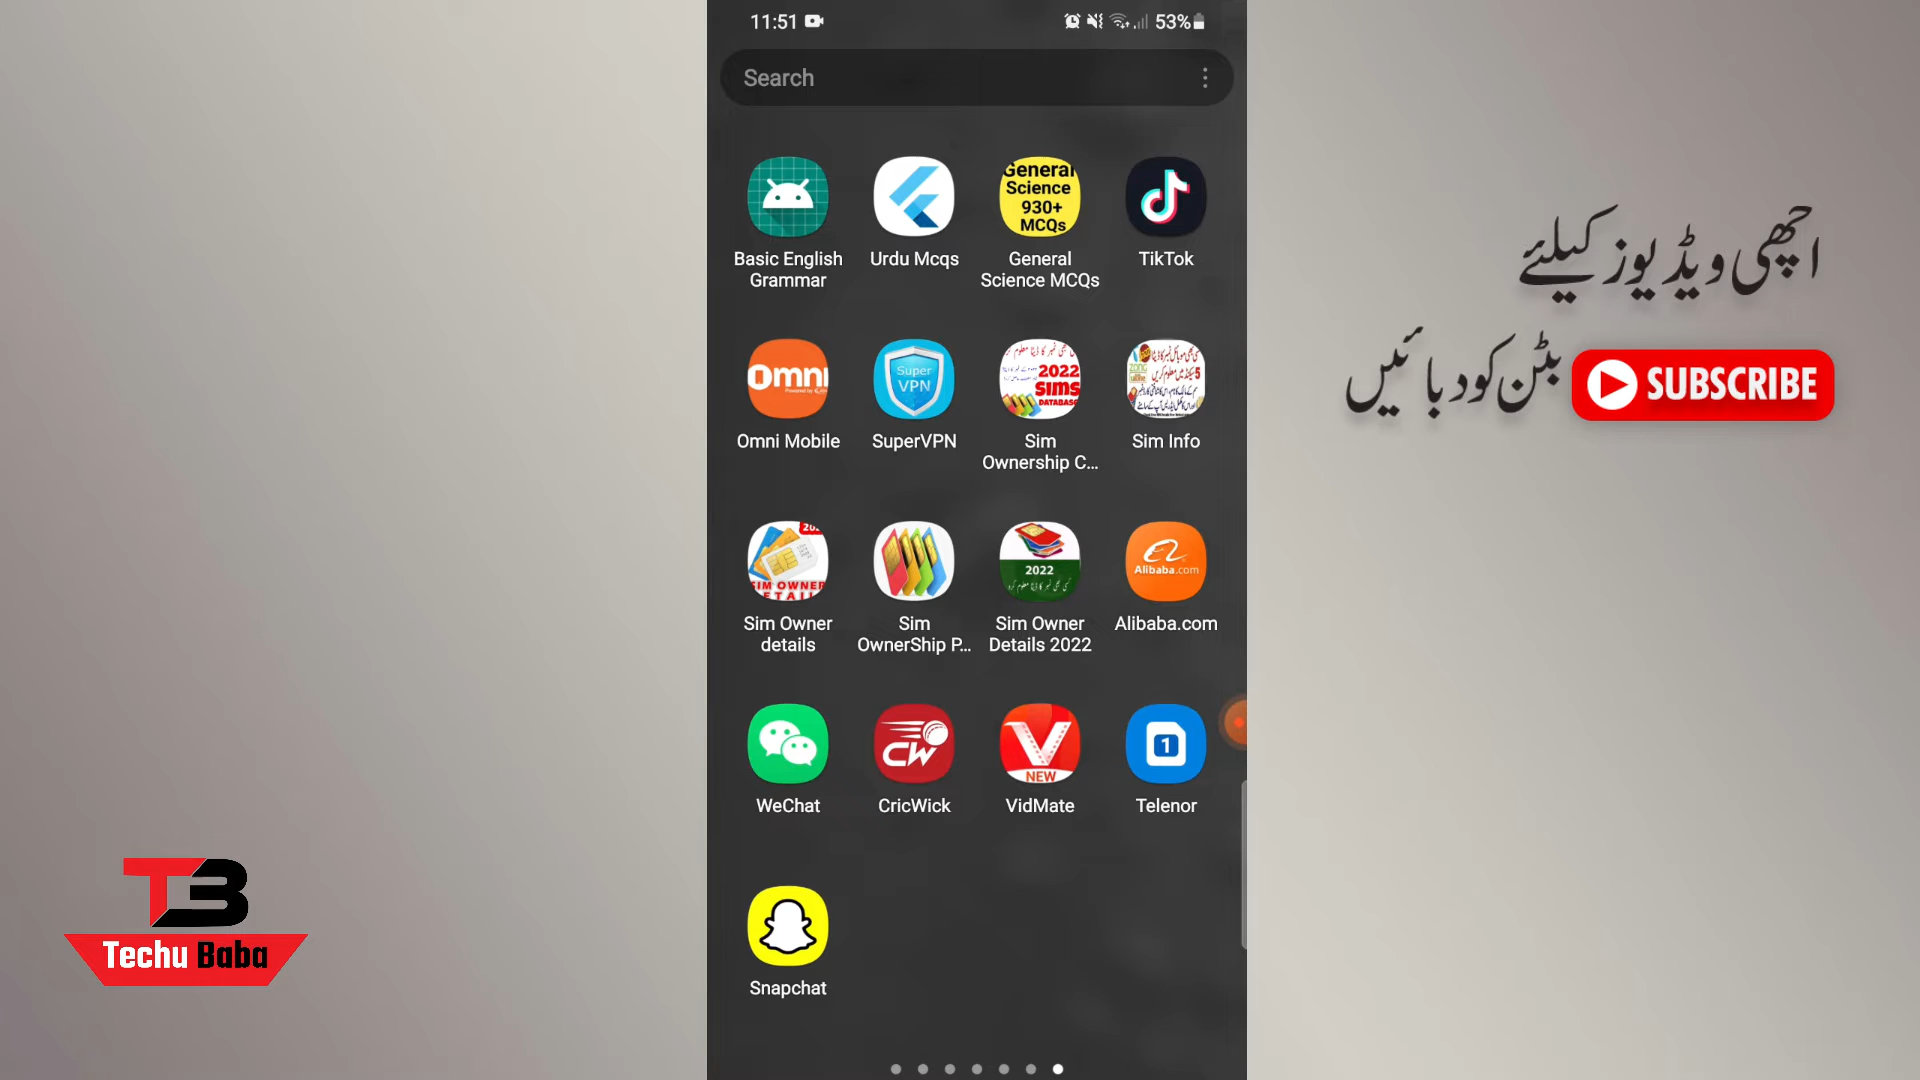 11:51
53%
Search
General
Science
930+
MCQs
Basic English
Grammar
Urdu Mcqs
General
Science MCQs
TikTok
Omni
Super
VPN
2022
SIMS
DATABASE
Omni Mobile
SuperVPN
Sim
Ownership C...
Sim Info
SIM OWNER
2022
Alibaba.com
Sim Owner
details
Sim
OwnerShip P...
Sim Owner
Details 2022
Alibaba.com
CW
NEW
1
WeChat
CricWick
VidMate
Telenor
Snapchat
اچھی ویڈیوز کیلئے
بٹن کو دبائیں SUBSCRIBE
TB
Techu Baba